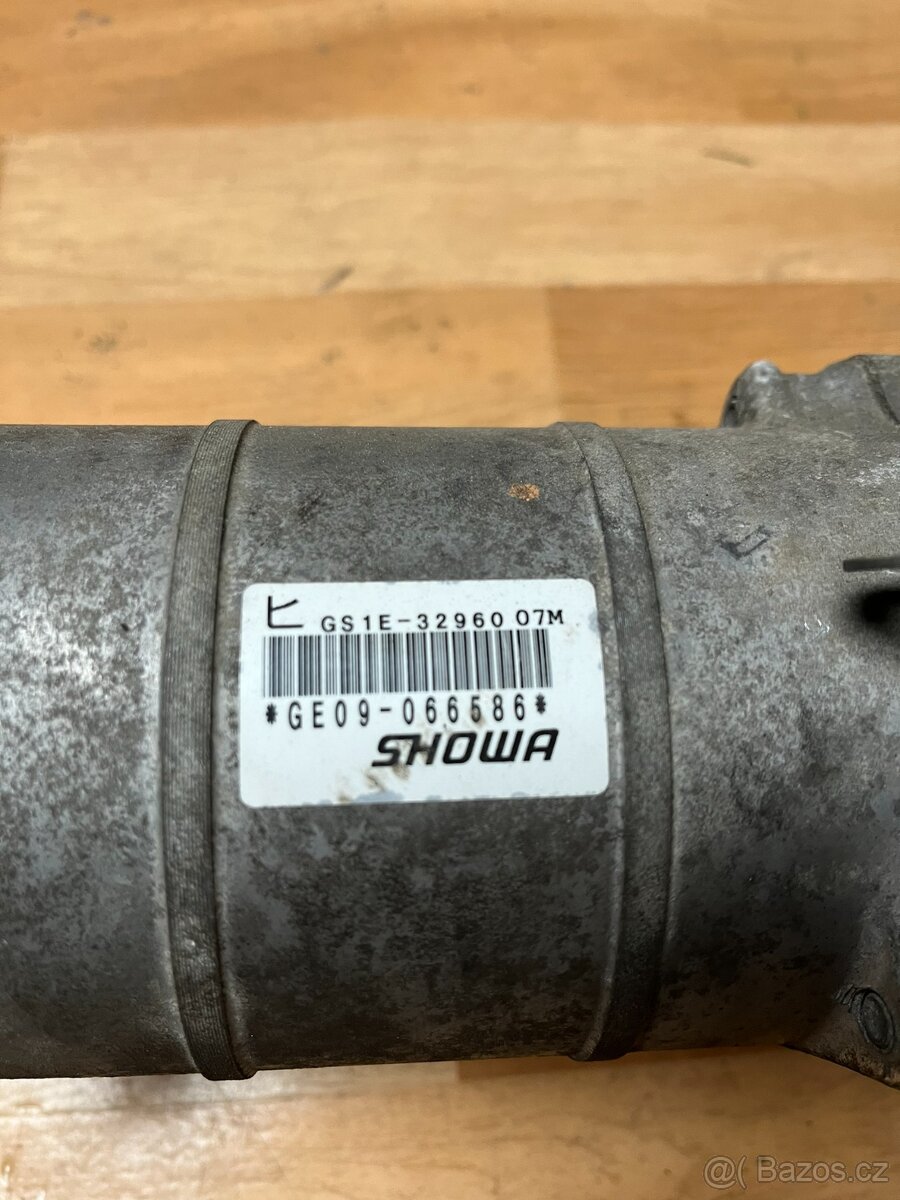 ヒ GS1E-32960 07M
*GE09-066586*
SHOWA
@( Bazos.cz